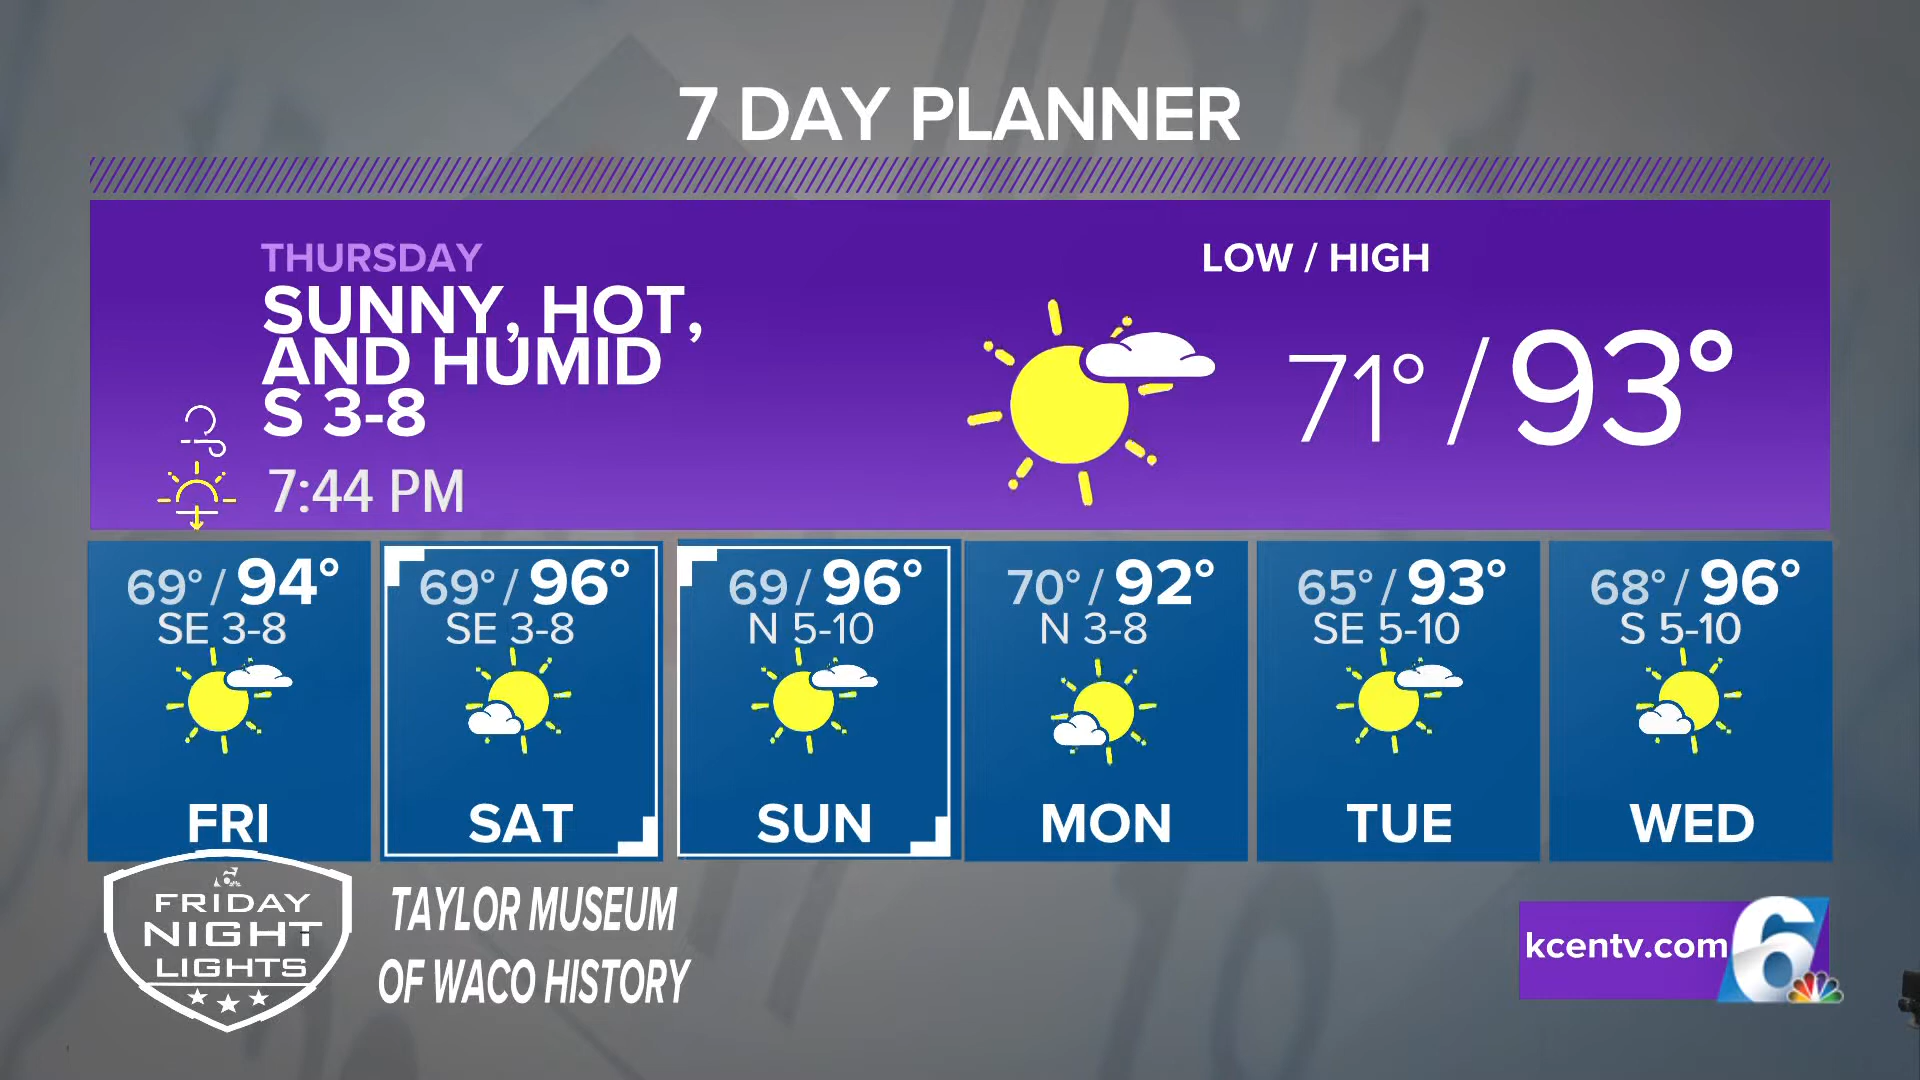 7 DAY PLANNER
THURSDAY
SUNNY, HOT,
AND HUMID
S 3-8
7:44 PM
LOW / HIGH
71° / 93°
69° / 94°
SE 3-8
FRI
69° / 96°
SE 3-8
SAT
69 / 96°
N 5-10
SUN
70° / 92°
N 3-8
MON
65° / 93°
SE 5-10
TUE
68° / 96°
S 5-10
WED
FRIDAY
NIGHT
LIGHTS
TAYLOR MUSEUM
OF WACO HISTORY
kcentv.com 6